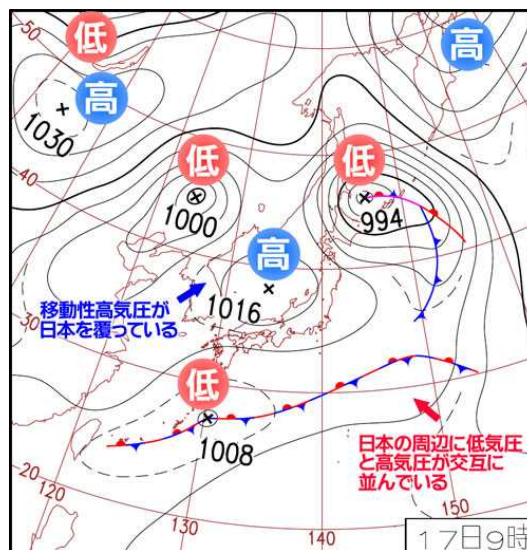 低
高
50
1030
低
高
低
1000
994
40
高
1016
移動性高気圧が
日本を覆っている
30
低
1008
日本の周辺に低気圧
と高気圧が交互に
並んでいる
20
120
130
140
150
17日9時